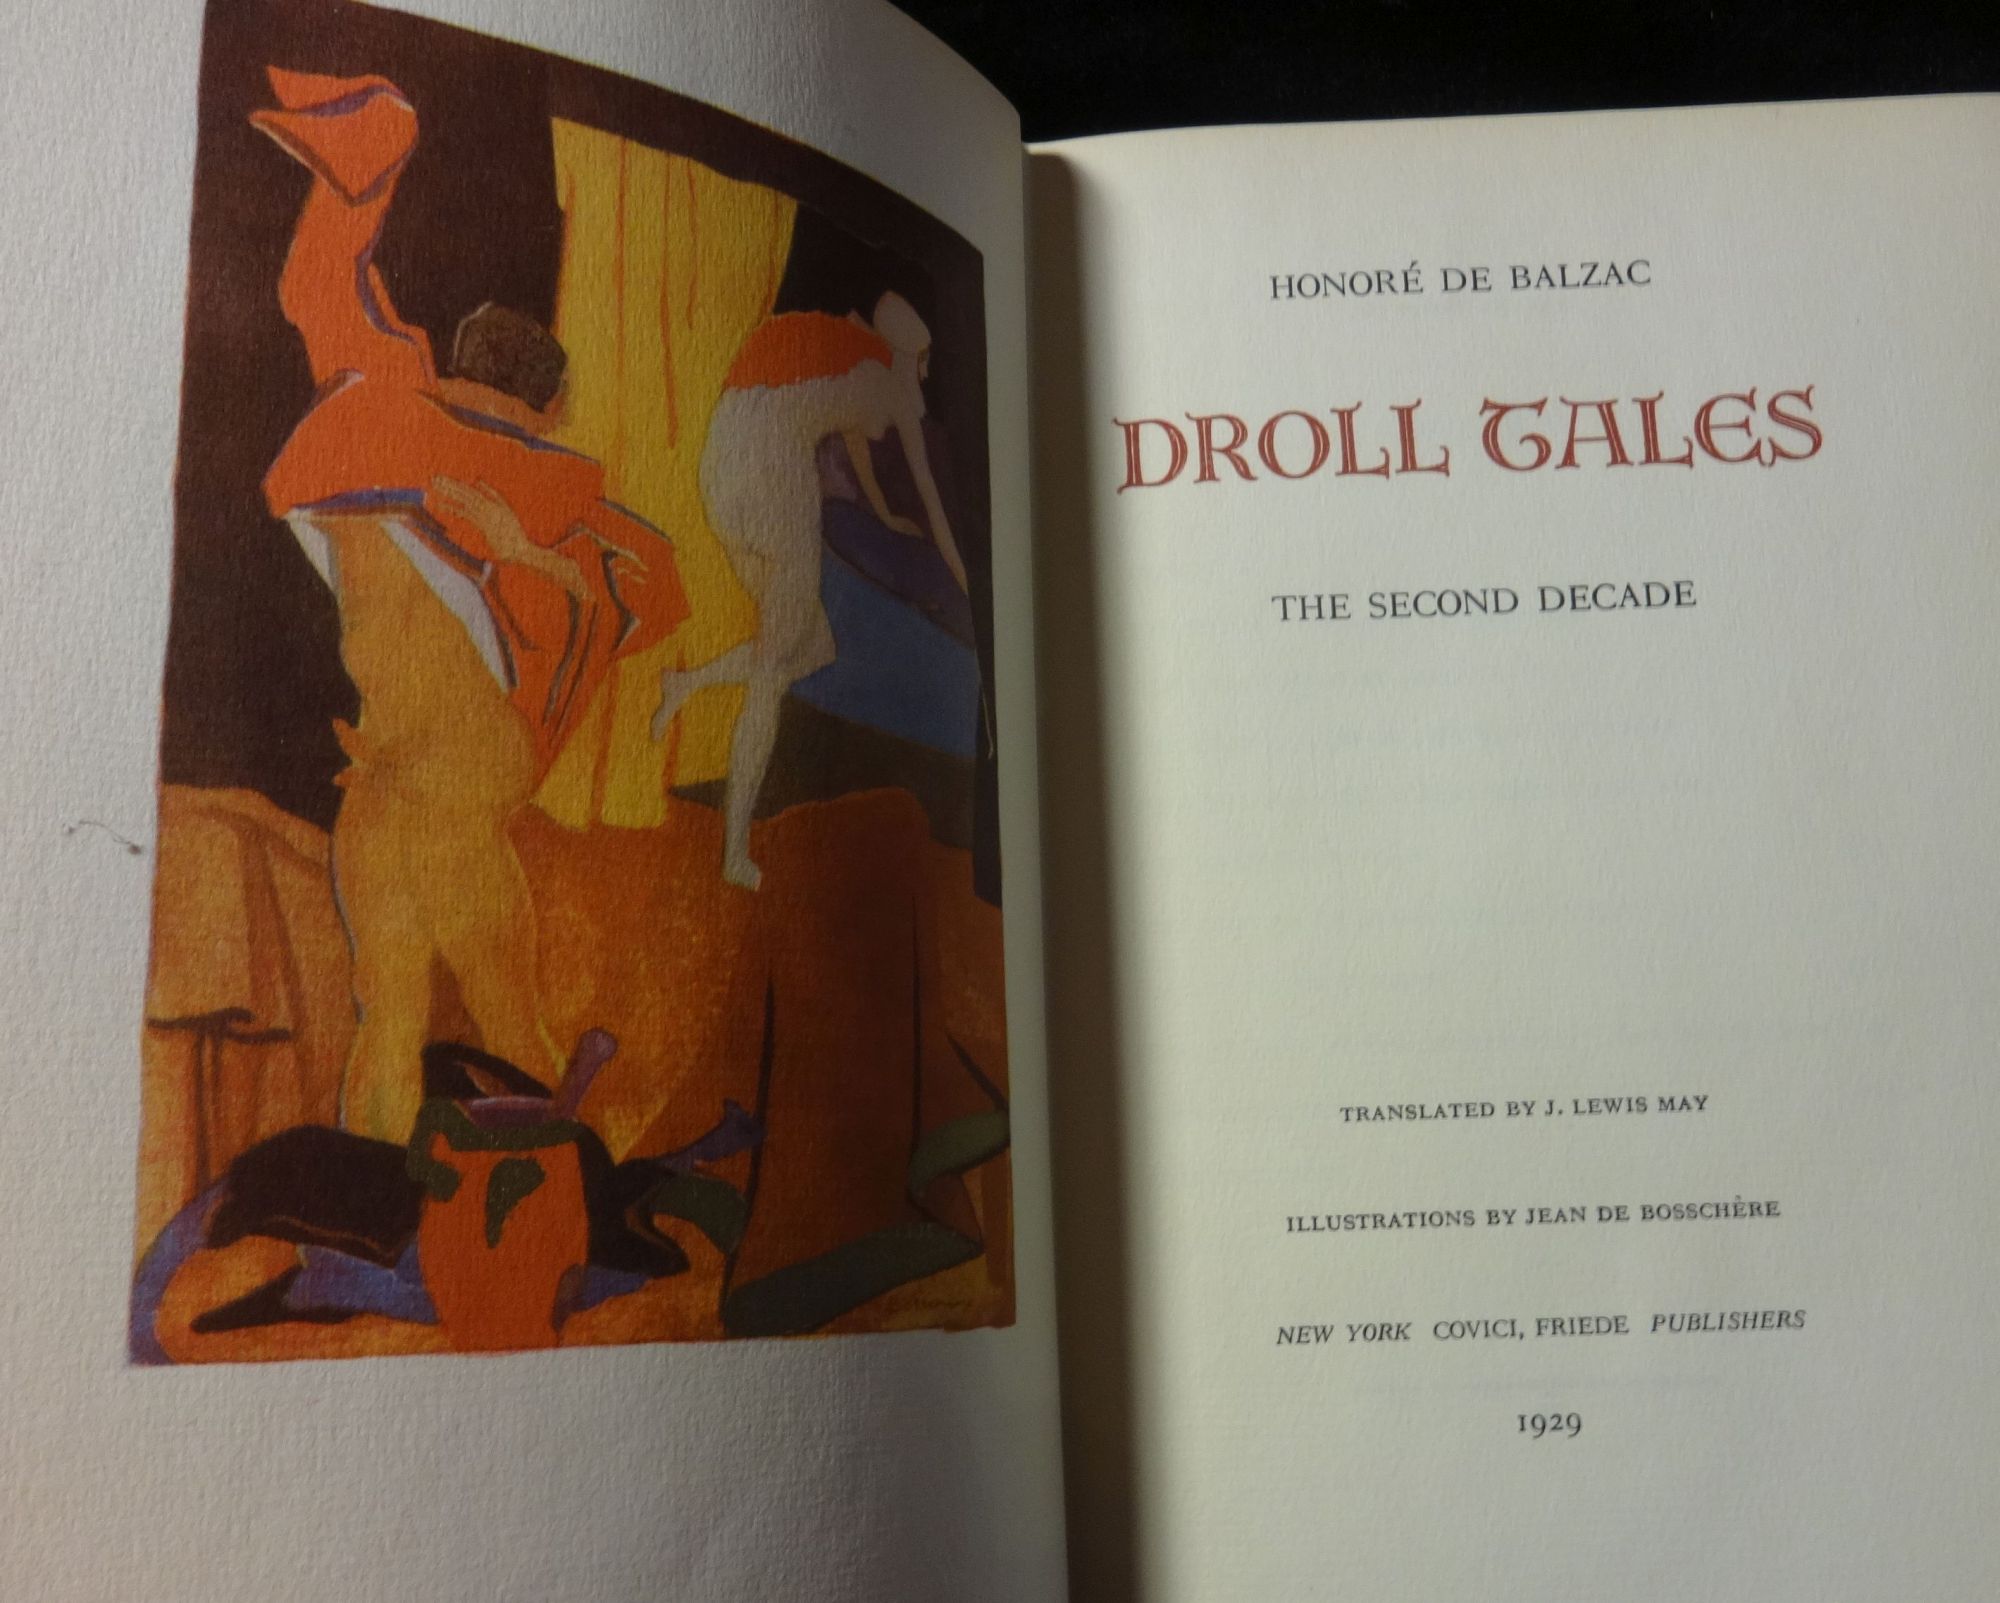 HONORÉ DE BALZAC
DROLL TALES
THE SECOND DECADE
TRANSLATED BY J. LEWIS MAY
ILLUSTRATIONS BY JEAN DE BOSSCHÈRE
NEW YORK COVICI, FRIEDE PUBLISHERS
1929